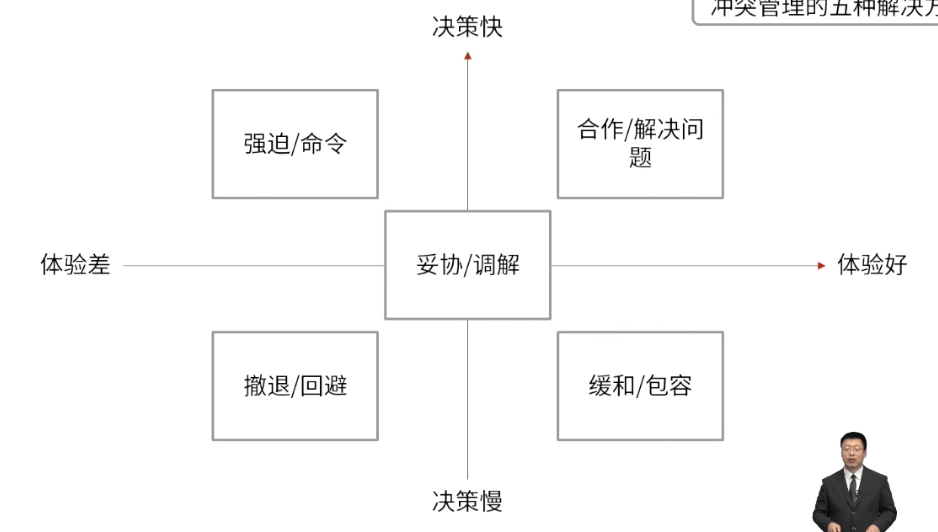 冲突管理的五种解决方
决策快
强迫/命令
合作/解决问
题
体验差
妥协/调解
体验好
撤退/回避
缓和/包容
决策慢